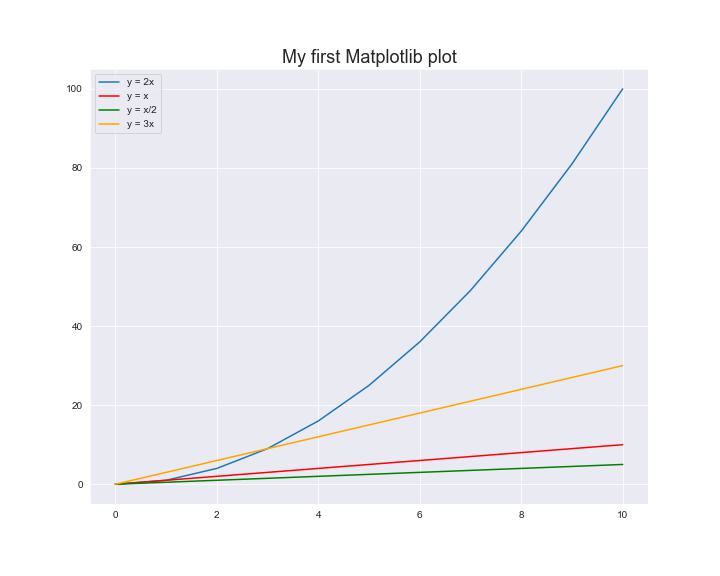 My first Matplotlib plot
y = 2x
y = x
y = x/2
y = 3x
100
80
60
40
20
0
0 2 4 6 8 10